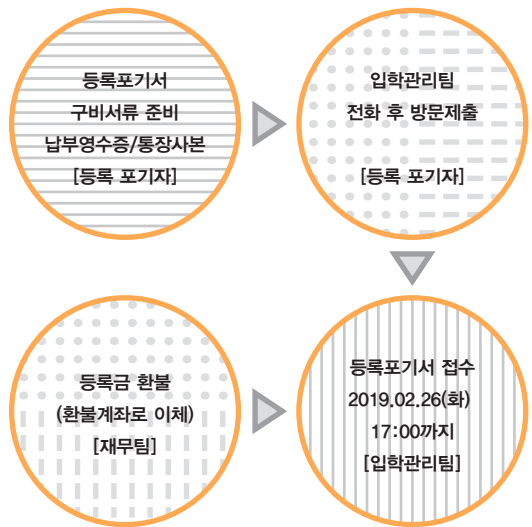 등록포기서
구비서류 준비
납부영수증/통장사본
[등록 포기자]
입학관리팀
전화 후 방문제출
[등록 포기자]
등록포기서 접수
2019.02.26(화)
17:00까지
[입학관리팀]
등록금 환불
(환불계좌로 이체)
[재무팀]